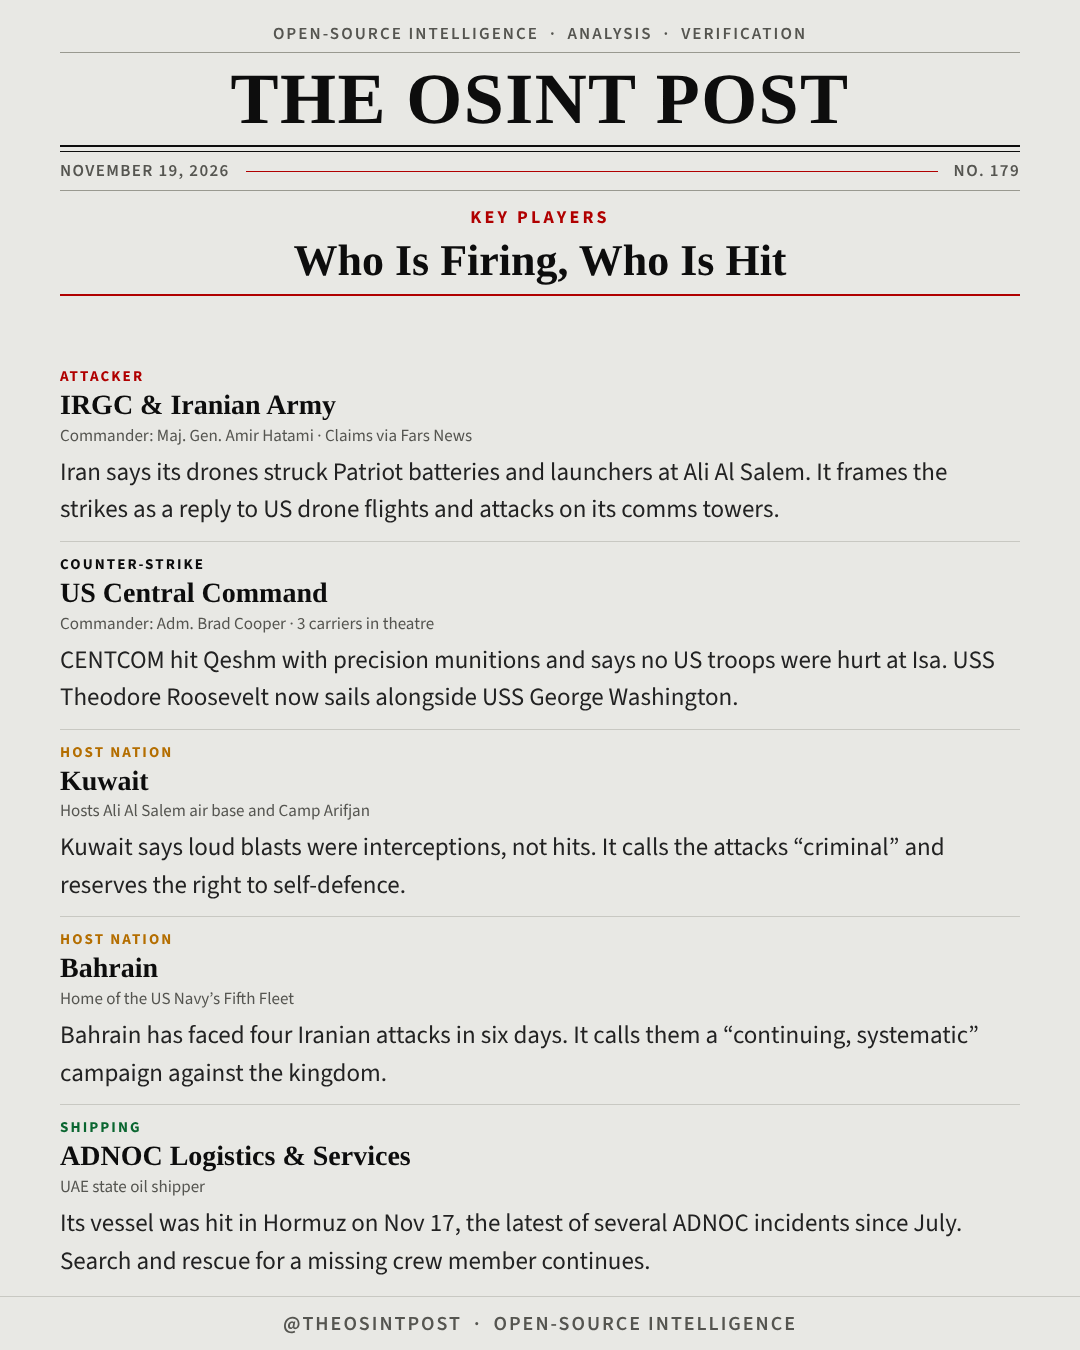 OPEN-SOURCE INTELLIGENCE · ANALYSIS · VERIFICATION
THE OSINT POST
NOVEMBER 19, 2026
NO. 179
KEY PLAYERS
Who Is Firing, Who Is Hit
ATTACKER
IRGC & Iranian Army
Commander: Maj. Gen. Amir Hatami · Claims via Fars News
Iran says its drones struck Patriot batteries and launchers at Ali Al Salem. It frames the
strikes as a reply to US drone flights and attacks on its comms towers.
COUNTER-STRIKE
US Central Command
Commander: Adm. Brad Cooper · 3 carriers in theatre
CENTCOM hit Qeshm with precision munitions and says no US troops were hurt at Isa. USS
Theodore Roosevelt now sails alongside USS George Washington.
HOST NATION
Kuwait
Hosts Ali Al Salem air base and Camp Arifjan
Kuwait says loud blasts were interceptions, not hits. It calls the attacks “criminal” and
reserves the right to self-defence.
HOST NATION
Bahrain
Home of the US Navy’s Fifth Fleet
Bahrain has faced four Iranian attacks in six days. It calls them a “continuing, systematic”
campaign against the kingdom.
SHIPPING
ADNOC Logistics & Services
UAE state oil shipper
Its vessel was hit in Hormuz on Nov 17, the latest of several ADNOC incidents since July.
Search and rescue for a missing crew member continues.
@THEOSINTPOST · OPEN-SOURCE INTELLIGENCE